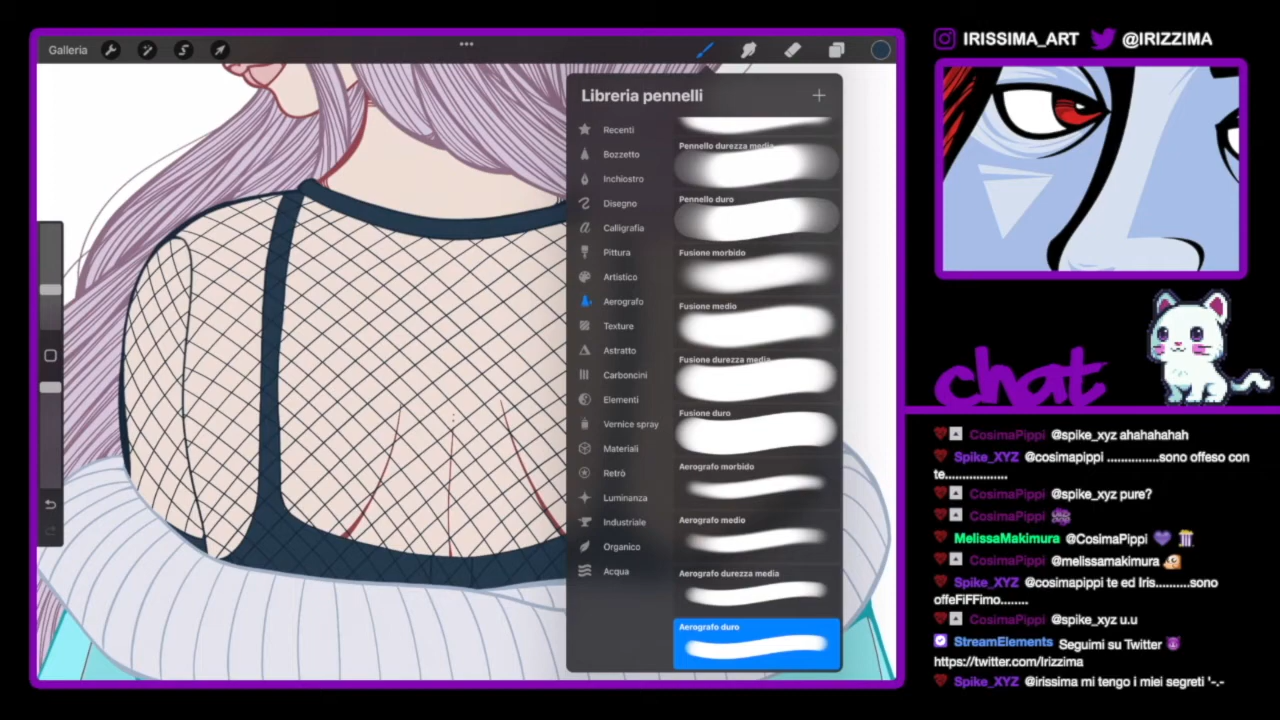 Galleria
IRISSIMA_ART @IRIZZIMA
Libreria pennelli
Recenti
Bozzetto
Inchiostro
Disegno
Calligrafia
Pittura
Artistico
Aerografo
Texture
Astratto
Carboncini
Elementi
Vernice spray
Materiali
Retrò
Luminanza
Industriale
Organico
Acqua
Pennello durezza media
Pennello duro
Fusione morbido
Fusione medio
Fusione durezza media
Fusione duro
Aerografo morbido
Aerografo medio
Aerografo durezza media
Aerografo duro
chat
CosimaPippi @spike_xyz ahahahahah
Spike_XYZ @cosimapippi ...............sono offeso con
te..................
CosimaPippi @spike_xyz pure?
CosimaPippi
MelissaMakimura @CosimaPippi
CosimaPippi @melissamakimura
Spike_XYZ @cosimapippi te ed Iris..........sono
offeFiFFimo........
CosimaPippi @spike_xyz u.u
StreamElements Seguimi su Twitter
https://twitter.com/Irizzima
Spike_XYZ @irissima mi tengo i miei segreti '-.-